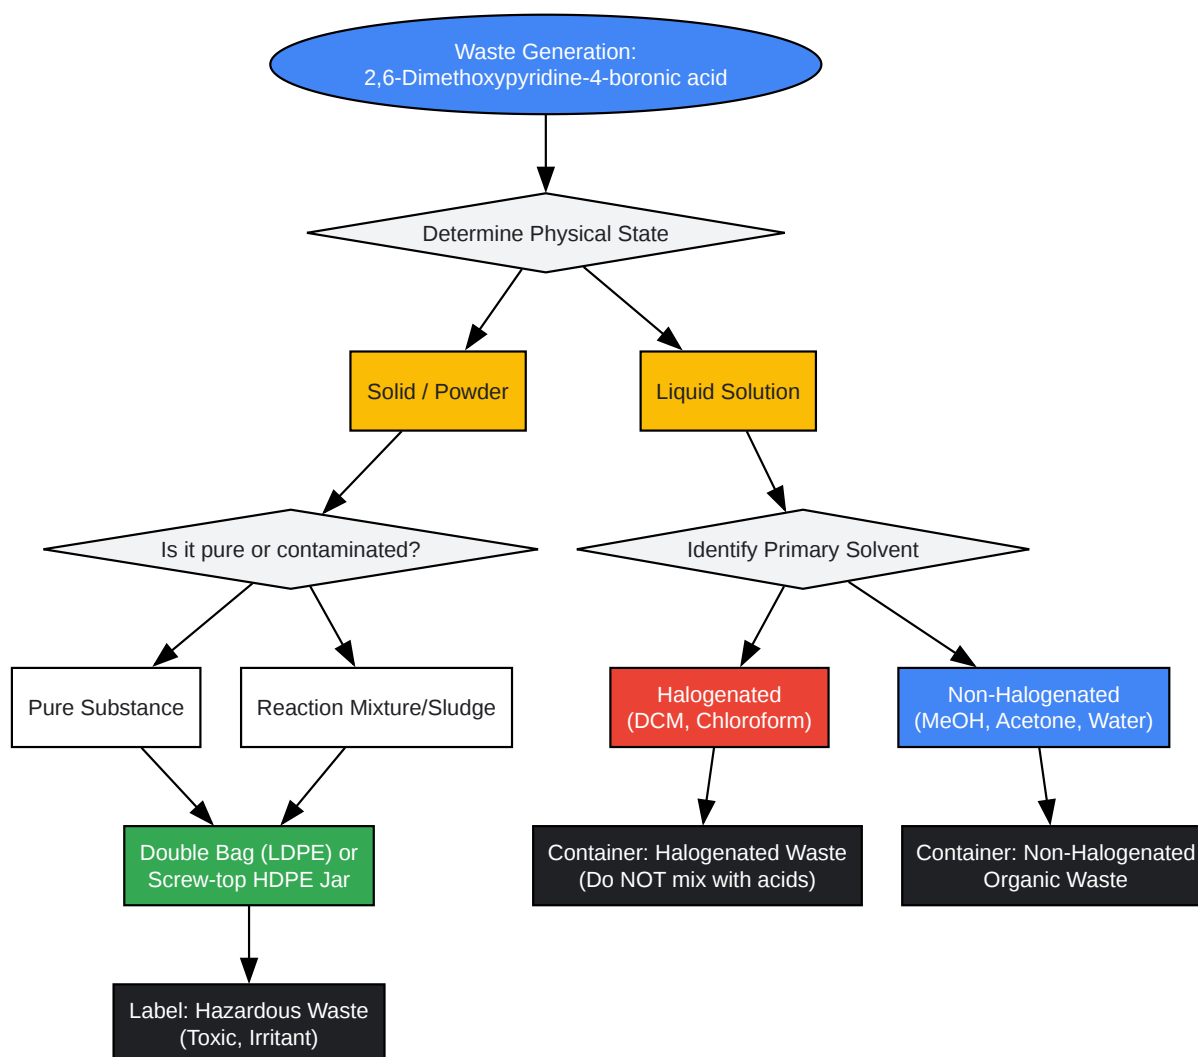 Waste Generation:
2,6-Dimethoxypyridine-4-boronic acid
Determine Physical State
Solid / Powder
Liquid Solution
Is it pure or contaminated?
Identify Primary Solvent
Pure Substance
Reaction Mixture/Sludge
Halogenated
(DCM, Chloroform)
Non-Halogenated
(MeOH, Acetone, Water)
Double Bag (LDPE) or
Screw-top HDPE Jar
Container: Halogenated Waste
(Do NOT mix with acids)
Container: Non-Halogenated
Organic Waste
Label: Hazardous Waste
(Toxic, Irritant)